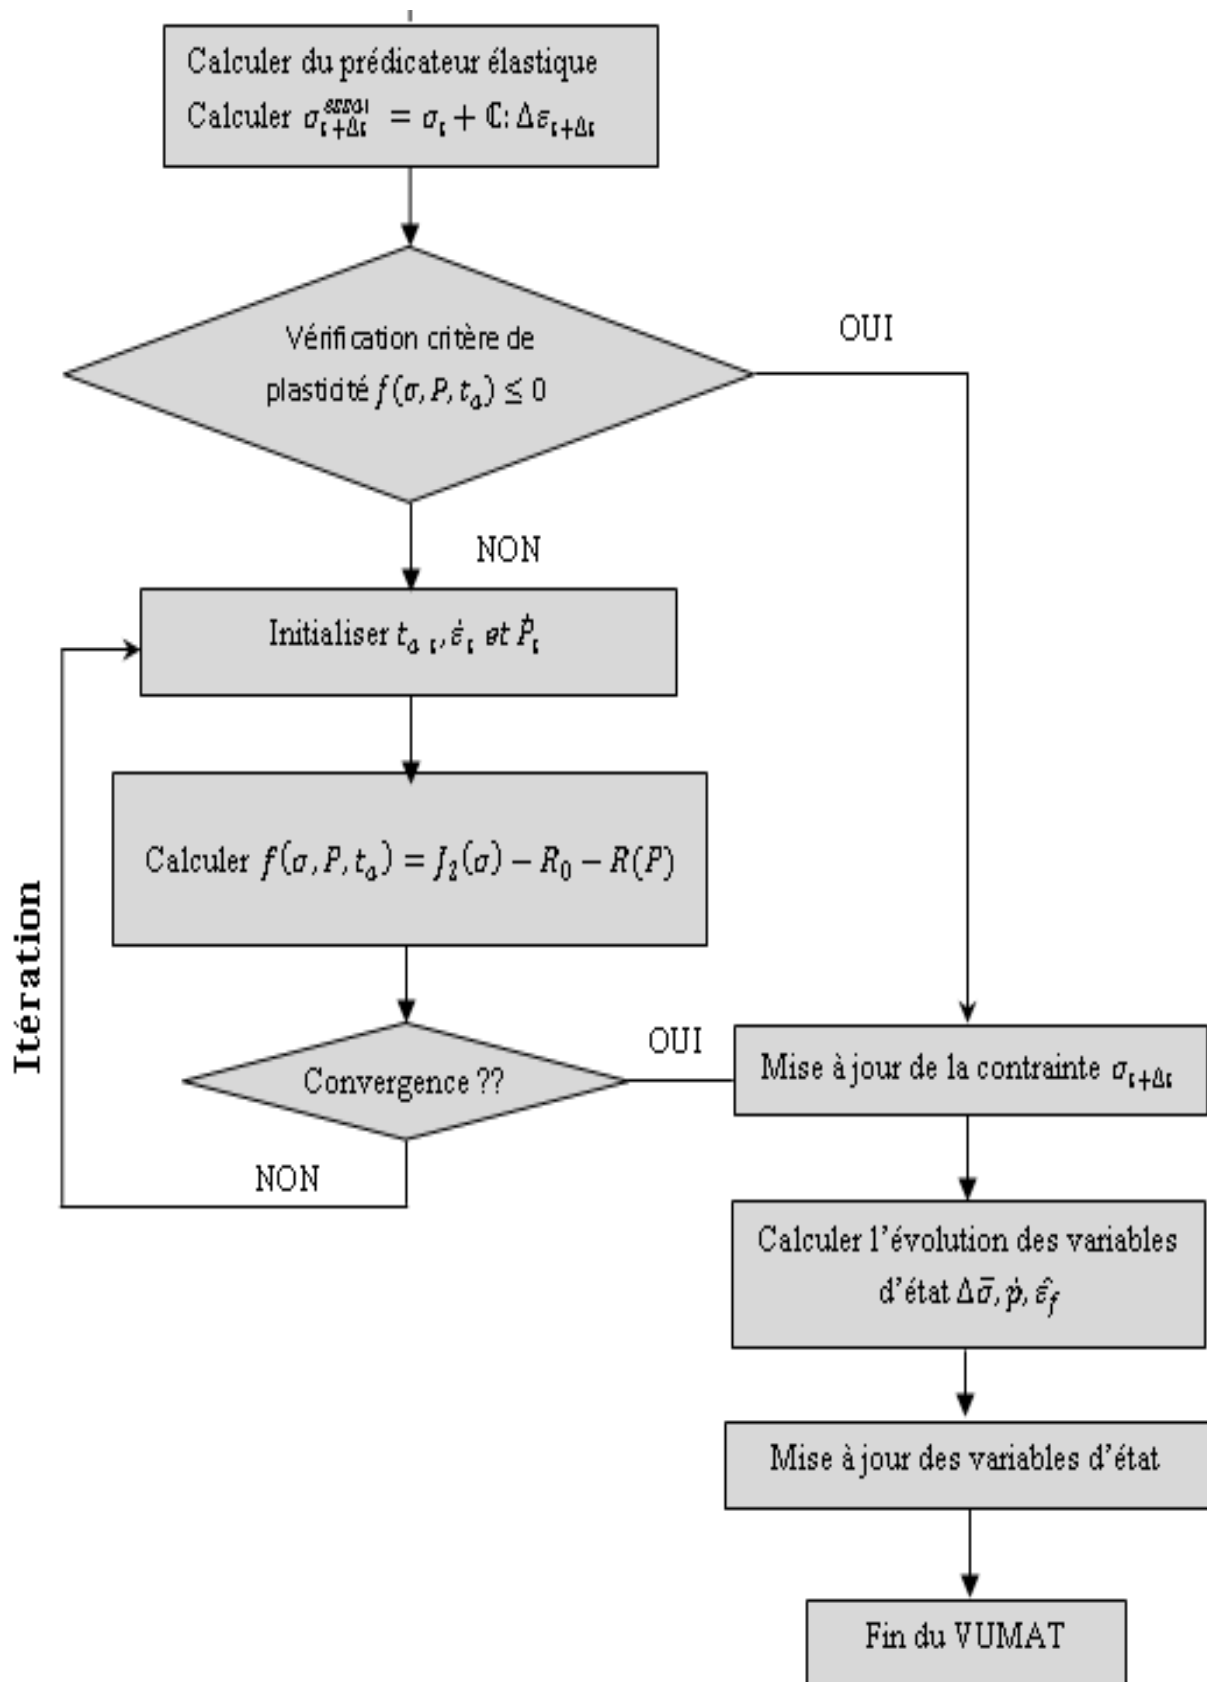 Calculer du prédicateur élastique
Calculer σ_{t+Δt}^{essai} = σ_t + ℂ: Δε_{t+Δt}
Vérification critère de
plasticité f(σ, P, t_a) ≤ 0
OUI
NON
Initialiser t_{a t}, ε̇_t et Ṗ_t
Calculer f(σ, P, t_a) = J_2(σ) − R_0 − R(P)
Itération
Convergence ??
OUI
NON
Mise à jour de la contrainte σ_{t+Δt}
Calculer l'évolution des variables
d'état Δσ̄, ṗ, ε̂_f
Mise à jour des variables d'état
Fin du VUMAT